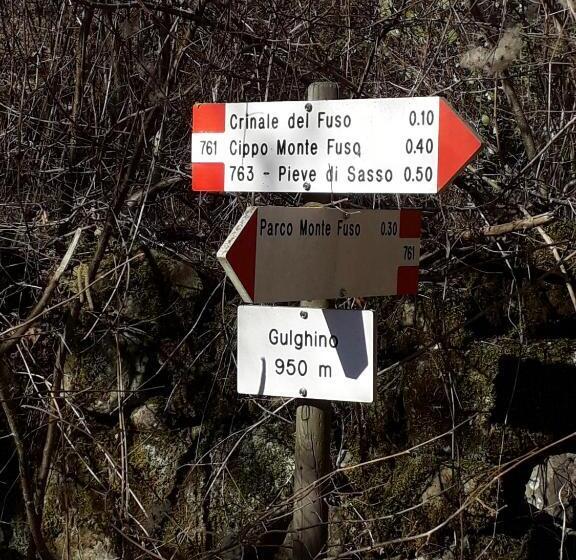 Crinale del Fuso 0.10
761 Cippo Monte Fuso 0.40
763 - Pieve di Sasso 0.50
Parco Monte Fuso 0.30
761
Gulghino
950 m